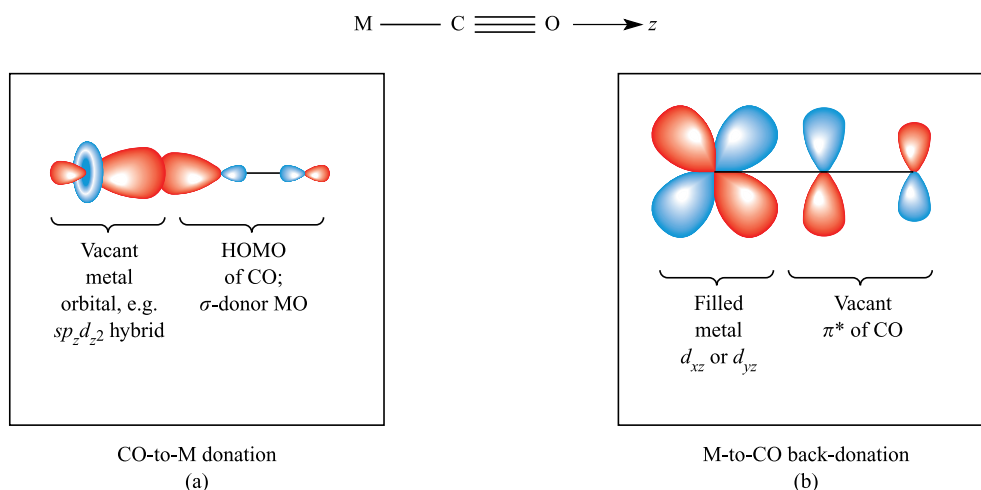 M C O z
Vacant
metal
orbital, e.g.
sp_z d_z2 hybrid
HOMO
of CO;
σ-donor MO
Filled
metal
d_xz or d_yz
Vacant
π* of CO
CO-to-M donation
(a)
M-to-CO back-donation
(b)